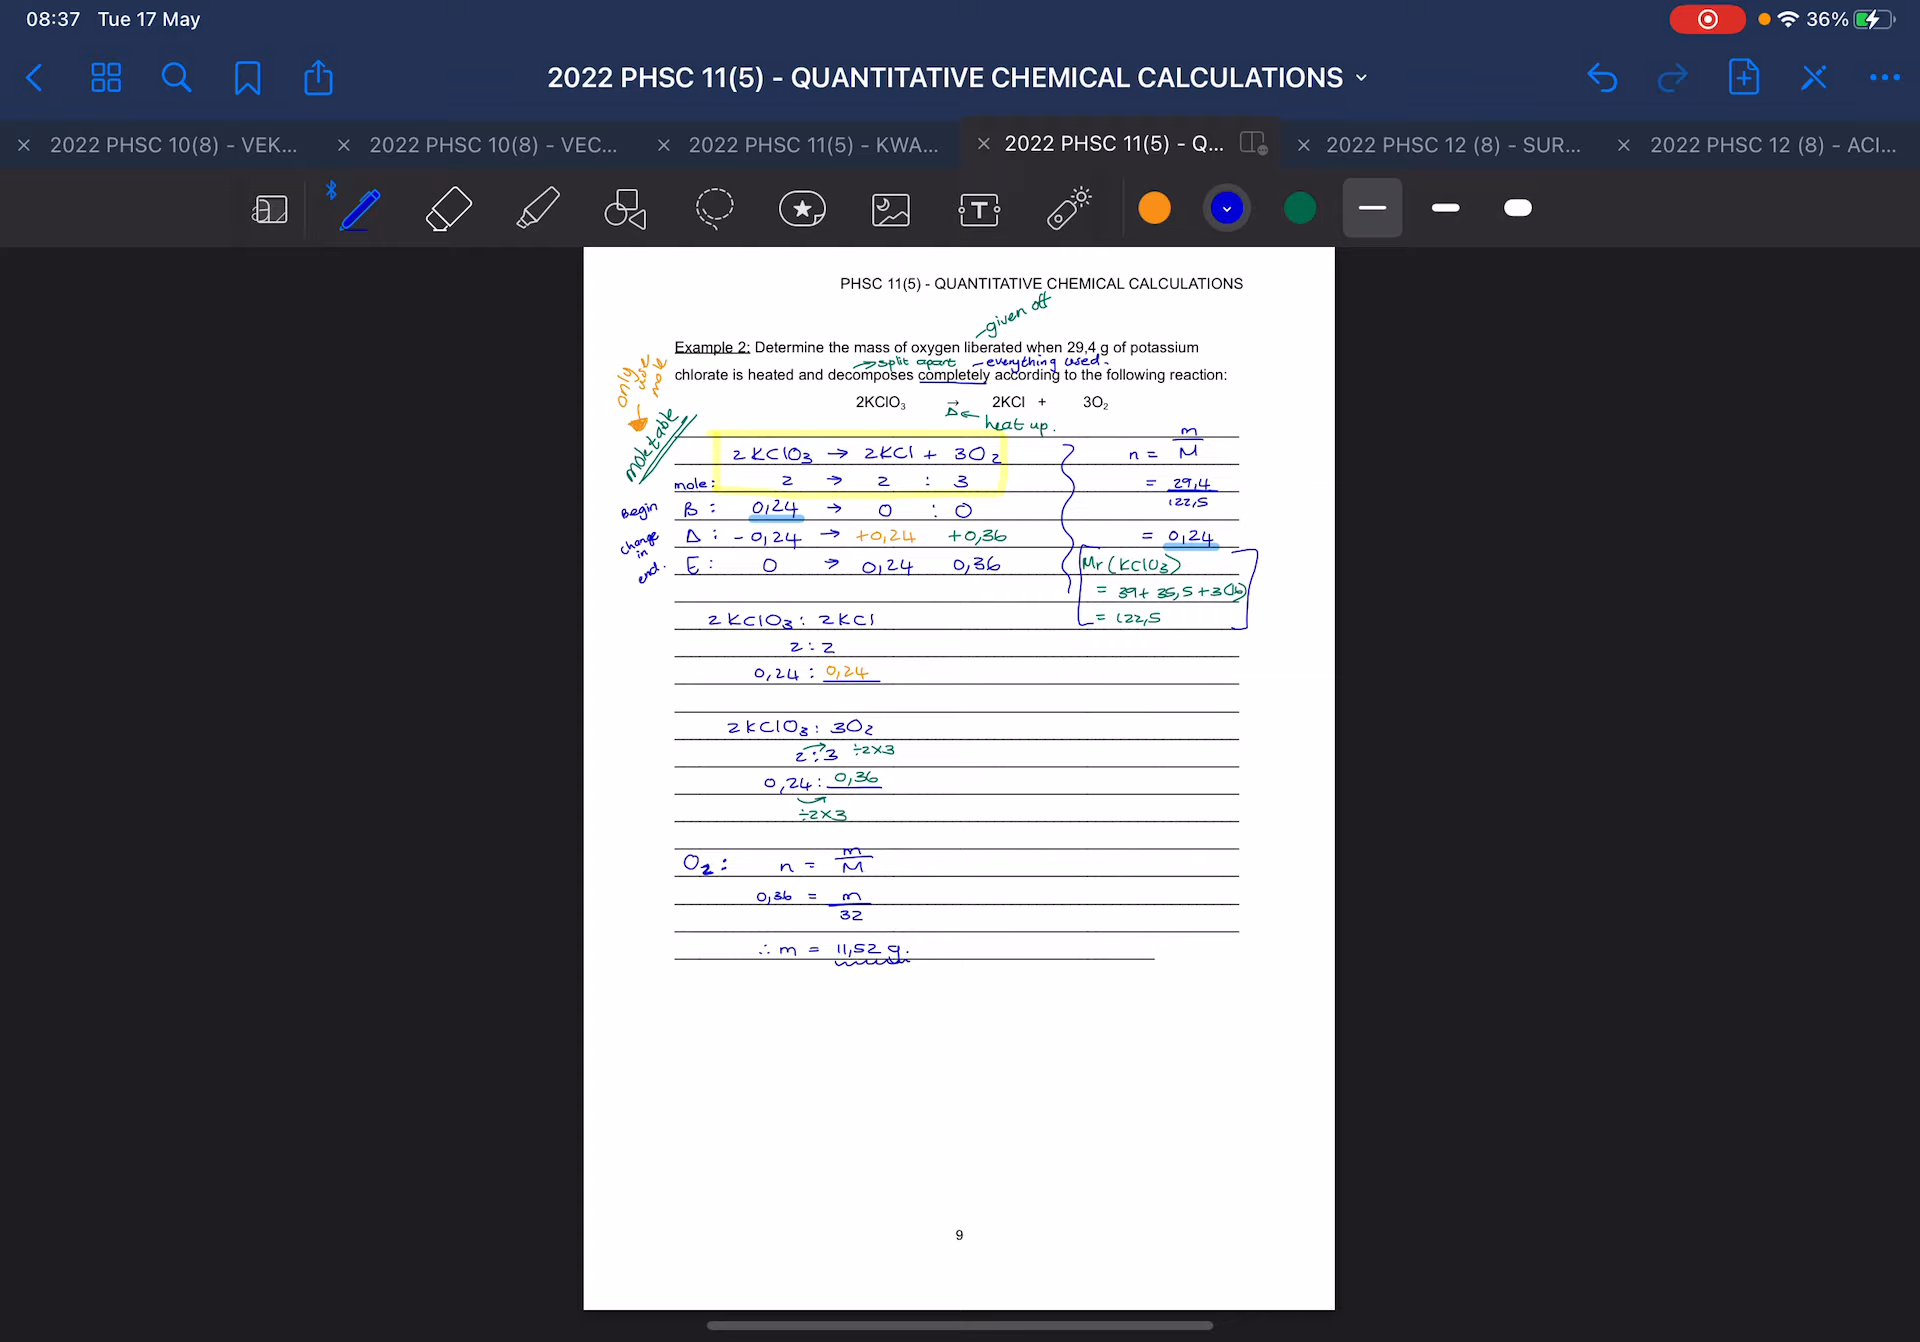 08:37 Tue 17 May 36%
2022 PHSC 11(5) - QUANTITATIVE CHEMICAL CALCULATIONS
2022 PHSC 10(8) - VEK... 2022 PHSC 10(8) - VEC... 2022 PHSC 11(5) - KWA... 2022 PHSC 11(5) - Q... 2022 PHSC 12 (8) - SUR... 2022 PHSC 12 (8) - ACI...
PHSC 11(5) - QUANTITATIVE CHEMICAL CALCULATIONS
-given off
Example 2: Determine the mass of oxygen liberated when 29,4 g of potassium
→split apart -everything used.
chlorate is heated and decomposes completely according to the following reaction:
2KClO₃ → 2KCl + 3O₂
Δ← heat up.
only use mole
mole table
2KClO₃ → 2KCl + 3O₂
mole: 2 → 2 : 3
Begin B : 0,24 → 0 : 0
change in Δ : -0,24 → +0,24 +0,36
end. E : 0 → 0,24 0,36
n = m/M
= 29,4/122,5
= 0,24
Mr (KClO₃)
= 39+ 35,5+3(16)
= 122,5
2KClO₃ : 2KCl
2 : 2
0,24 : 0,24
2KClO₃ : 3O₂
2 : 3 ÷2×3
0,24 : 0,36
÷2×3
O₂ : n = m/M
0,36 = m/32
∴ m = 11,52 g.
9